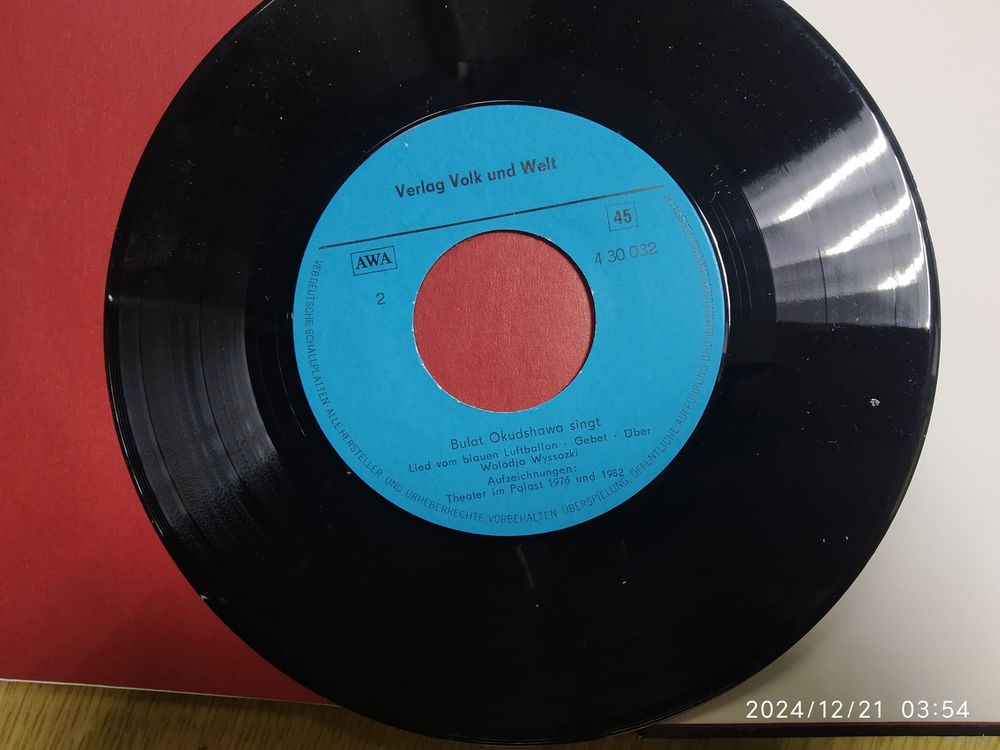 Verlag Volk und Welt
AWA
45
2
4 30 032
Bulat Okudshawa singt
Lied vom blauen Luftballon · Gebet · Über
Wolodja Wyssozki
Aufzeichnungen:
Theater im Palast 1976 und 1982
VEB DEUTSCHE SCHALLPLATTEN ALLE HERSTELLER- UND URHEBERRECHTE VORBEHALTEN ÜBERSPIELUNG, ÖFFENTLICHE AUFFÜHRUNG UND
2024/12/21 03:54